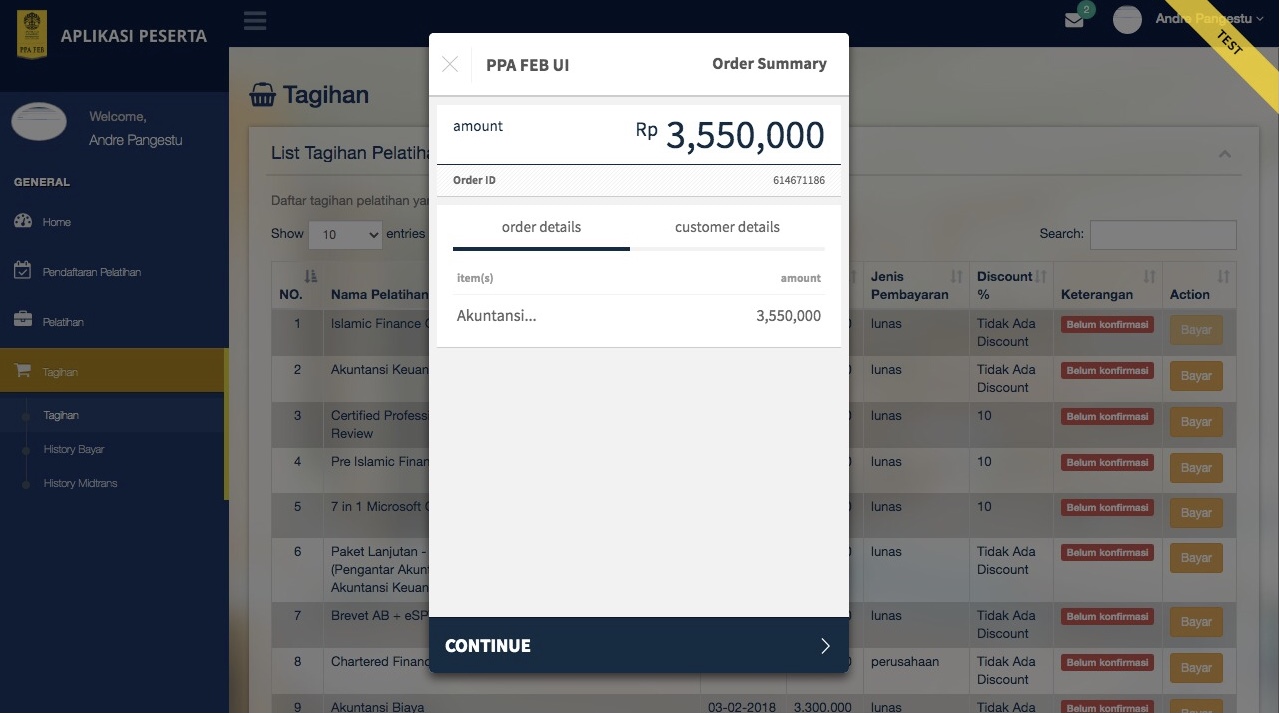 PPA FEB
APLIKASI PESERTA
2
Andre Pangestu
TEST
Welcome,
Andre Pangestu
GENERAL
Home
Pendaftaran Pelatihan
Pelatihan
Tagihan
Tagihan
History Bayar
History Midtrans
Tagihan
List Tagihan Pelatiha
Daftar tagihan pelatihan yan
Show 10 entries
Search:
NO. Nama Pelatihan Jenis Pembayaran Discount % Keterangan Action
1 Islamic Finance lunas Tidak Ada Discount Belum konfirmasi Bayar
2 Akuntansi Keuan lunas Tidak Ada Discount Belum konfirmasi Bayar
3 Certified Professi Review lunas 10 Belum konfirmasi Bayar
4 Pre Islamic Finan lunas 10 Belum konfirmasi Bayar
5 7 in 1 Microsoft lunas 10 Belum konfirmasi Bayar
6 Paket Lanjutan - (Pengantar Akunt Akuntansi Keuan lunas Tidak Ada Discount Belum konfirmasi Bayar
7 Brevet AB + eSP lunas Tidak Ada Discount Belum konfirmasi Bayar
8 Chartered Financ perusahaan Tidak Ada Discount Belum konfirmasi Bayar
9 Akuntansi Biaya 03-02-2018 3.300.000 lunas Tidak Ada Belum konfirmasi Bayar
PPA FEB UI
Order Summary
amount Rp 3,550,000
Order ID 614671186
order details customer details
item(s) amount
Akuntansi... 3,550,000
CONTINUE